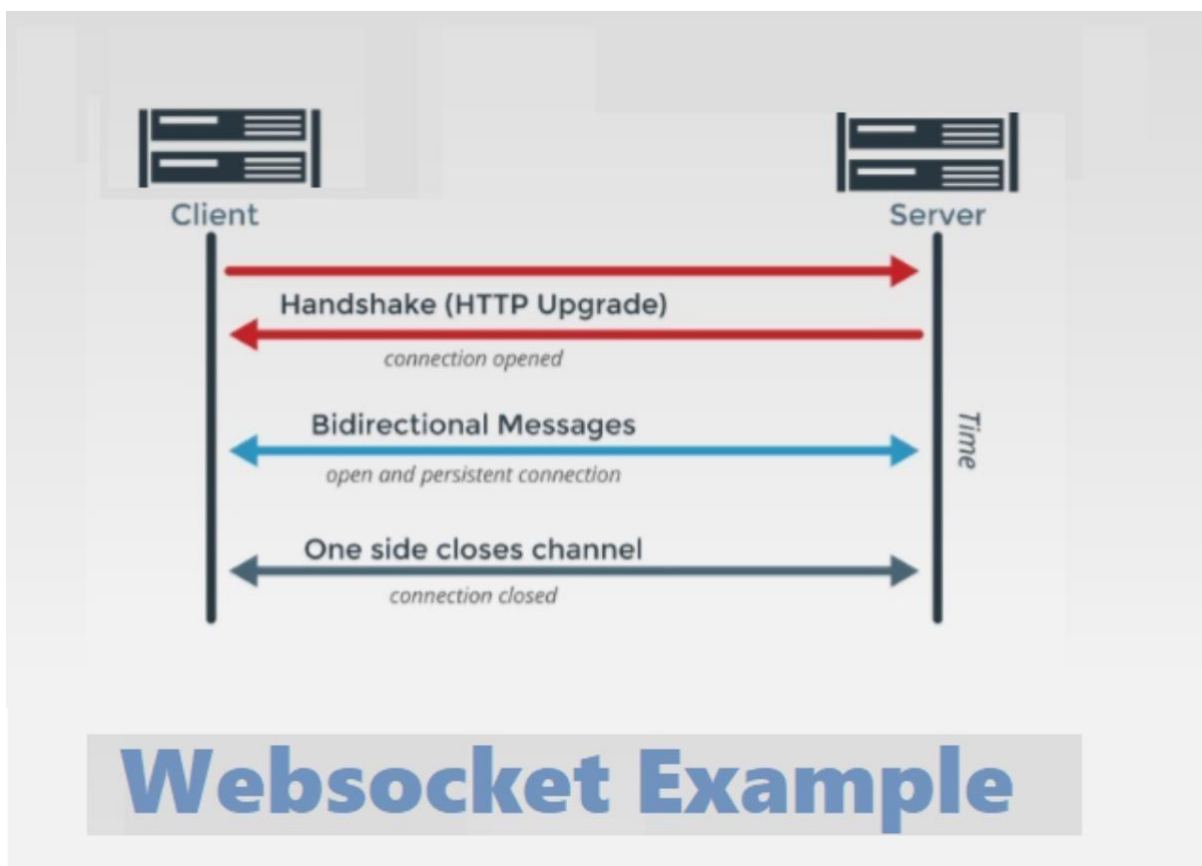 Client
Server
Handshake (HTTP Upgrade)
connection opened
Bidirectional Messages
open and persistent connection
Time
One side closes channel
connection closed
Websocket Example